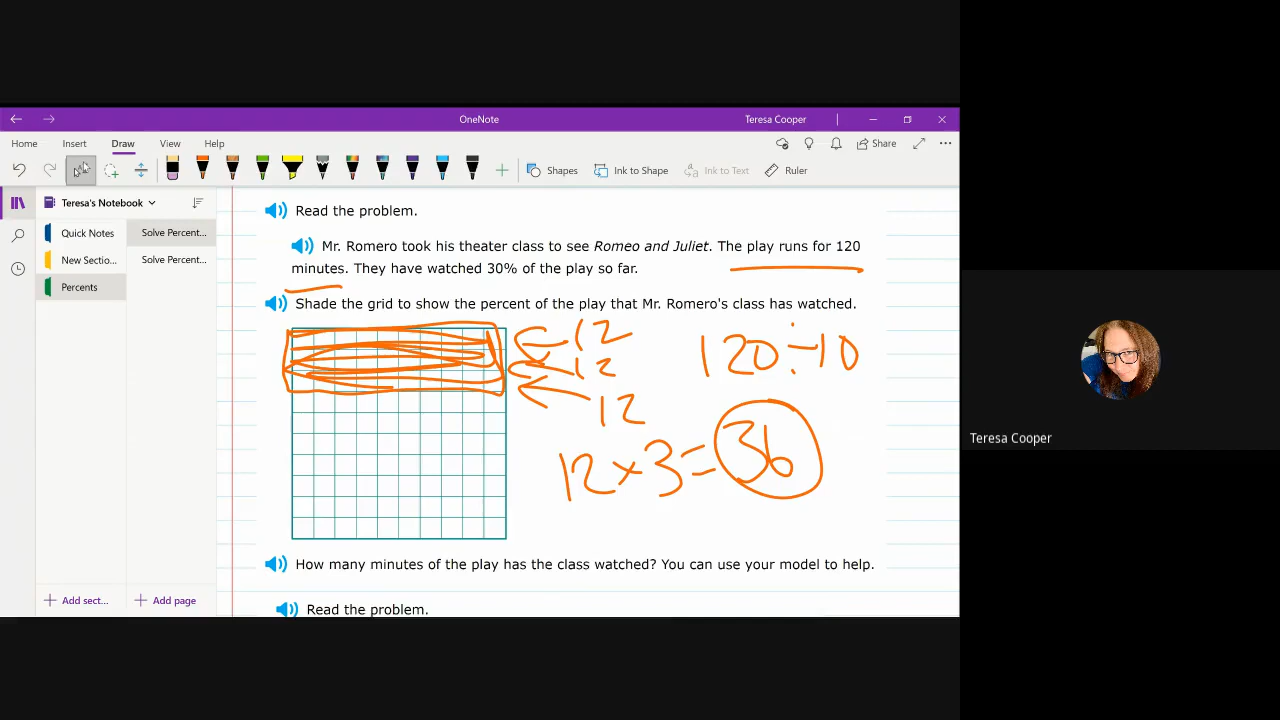 OneNote
Teresa Cooper
Home Insert Draw View Help
Share
Shapes Ink to Shape Ink to Text Ruler
Teresa's Notebook
Quick Notes
New Sectio...
Percents
Solve Percent...
Solve Percent...
Read the problem.
Mr. Romero took his theater class to see Romeo and Juliet. The play runs for 120
minutes. They have watched 30% of the play so far.
Shade the grid to show the percent of the play that Mr. Romero's class has watched.
12
12
12
120 ÷ 10
12 × 3 = 36
How many minutes of the play has the class watched? You can use your model to help.
Read the problem.
Add sect...
Add page
Teresa Cooper